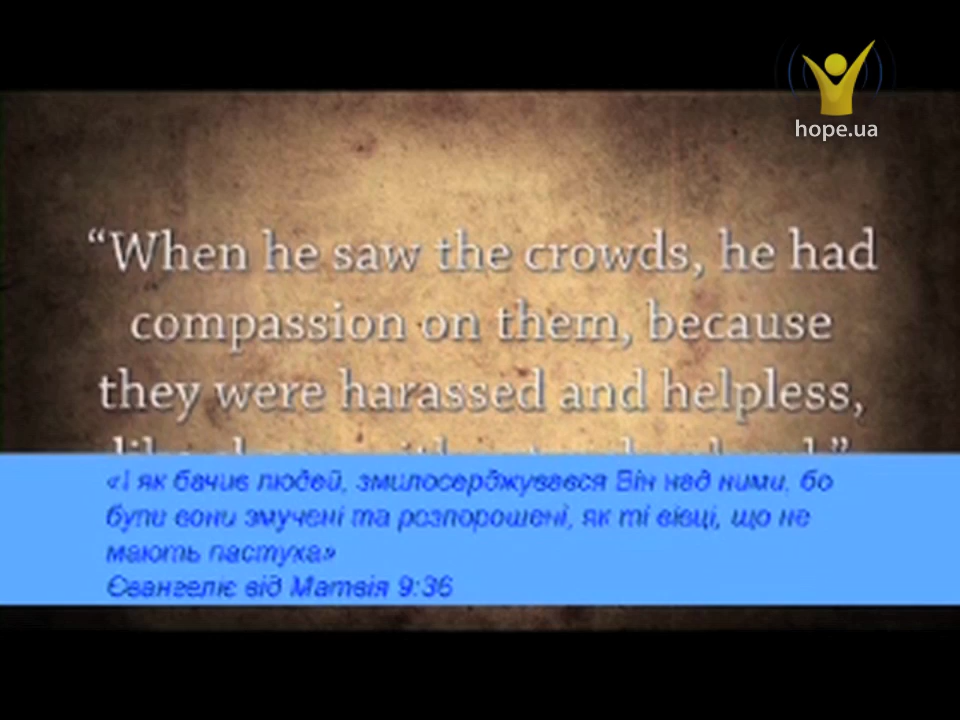 hope.ua
“When he saw the crowds, he had
compassion on them, because
they were harassed and helpless,
«І як бачив людей, змилосерджувався Він над ними, бо
були вони змучені та розпорошені, як ті вівці, що не
мають пастуха»
Євангеліє від Матвія 9:36